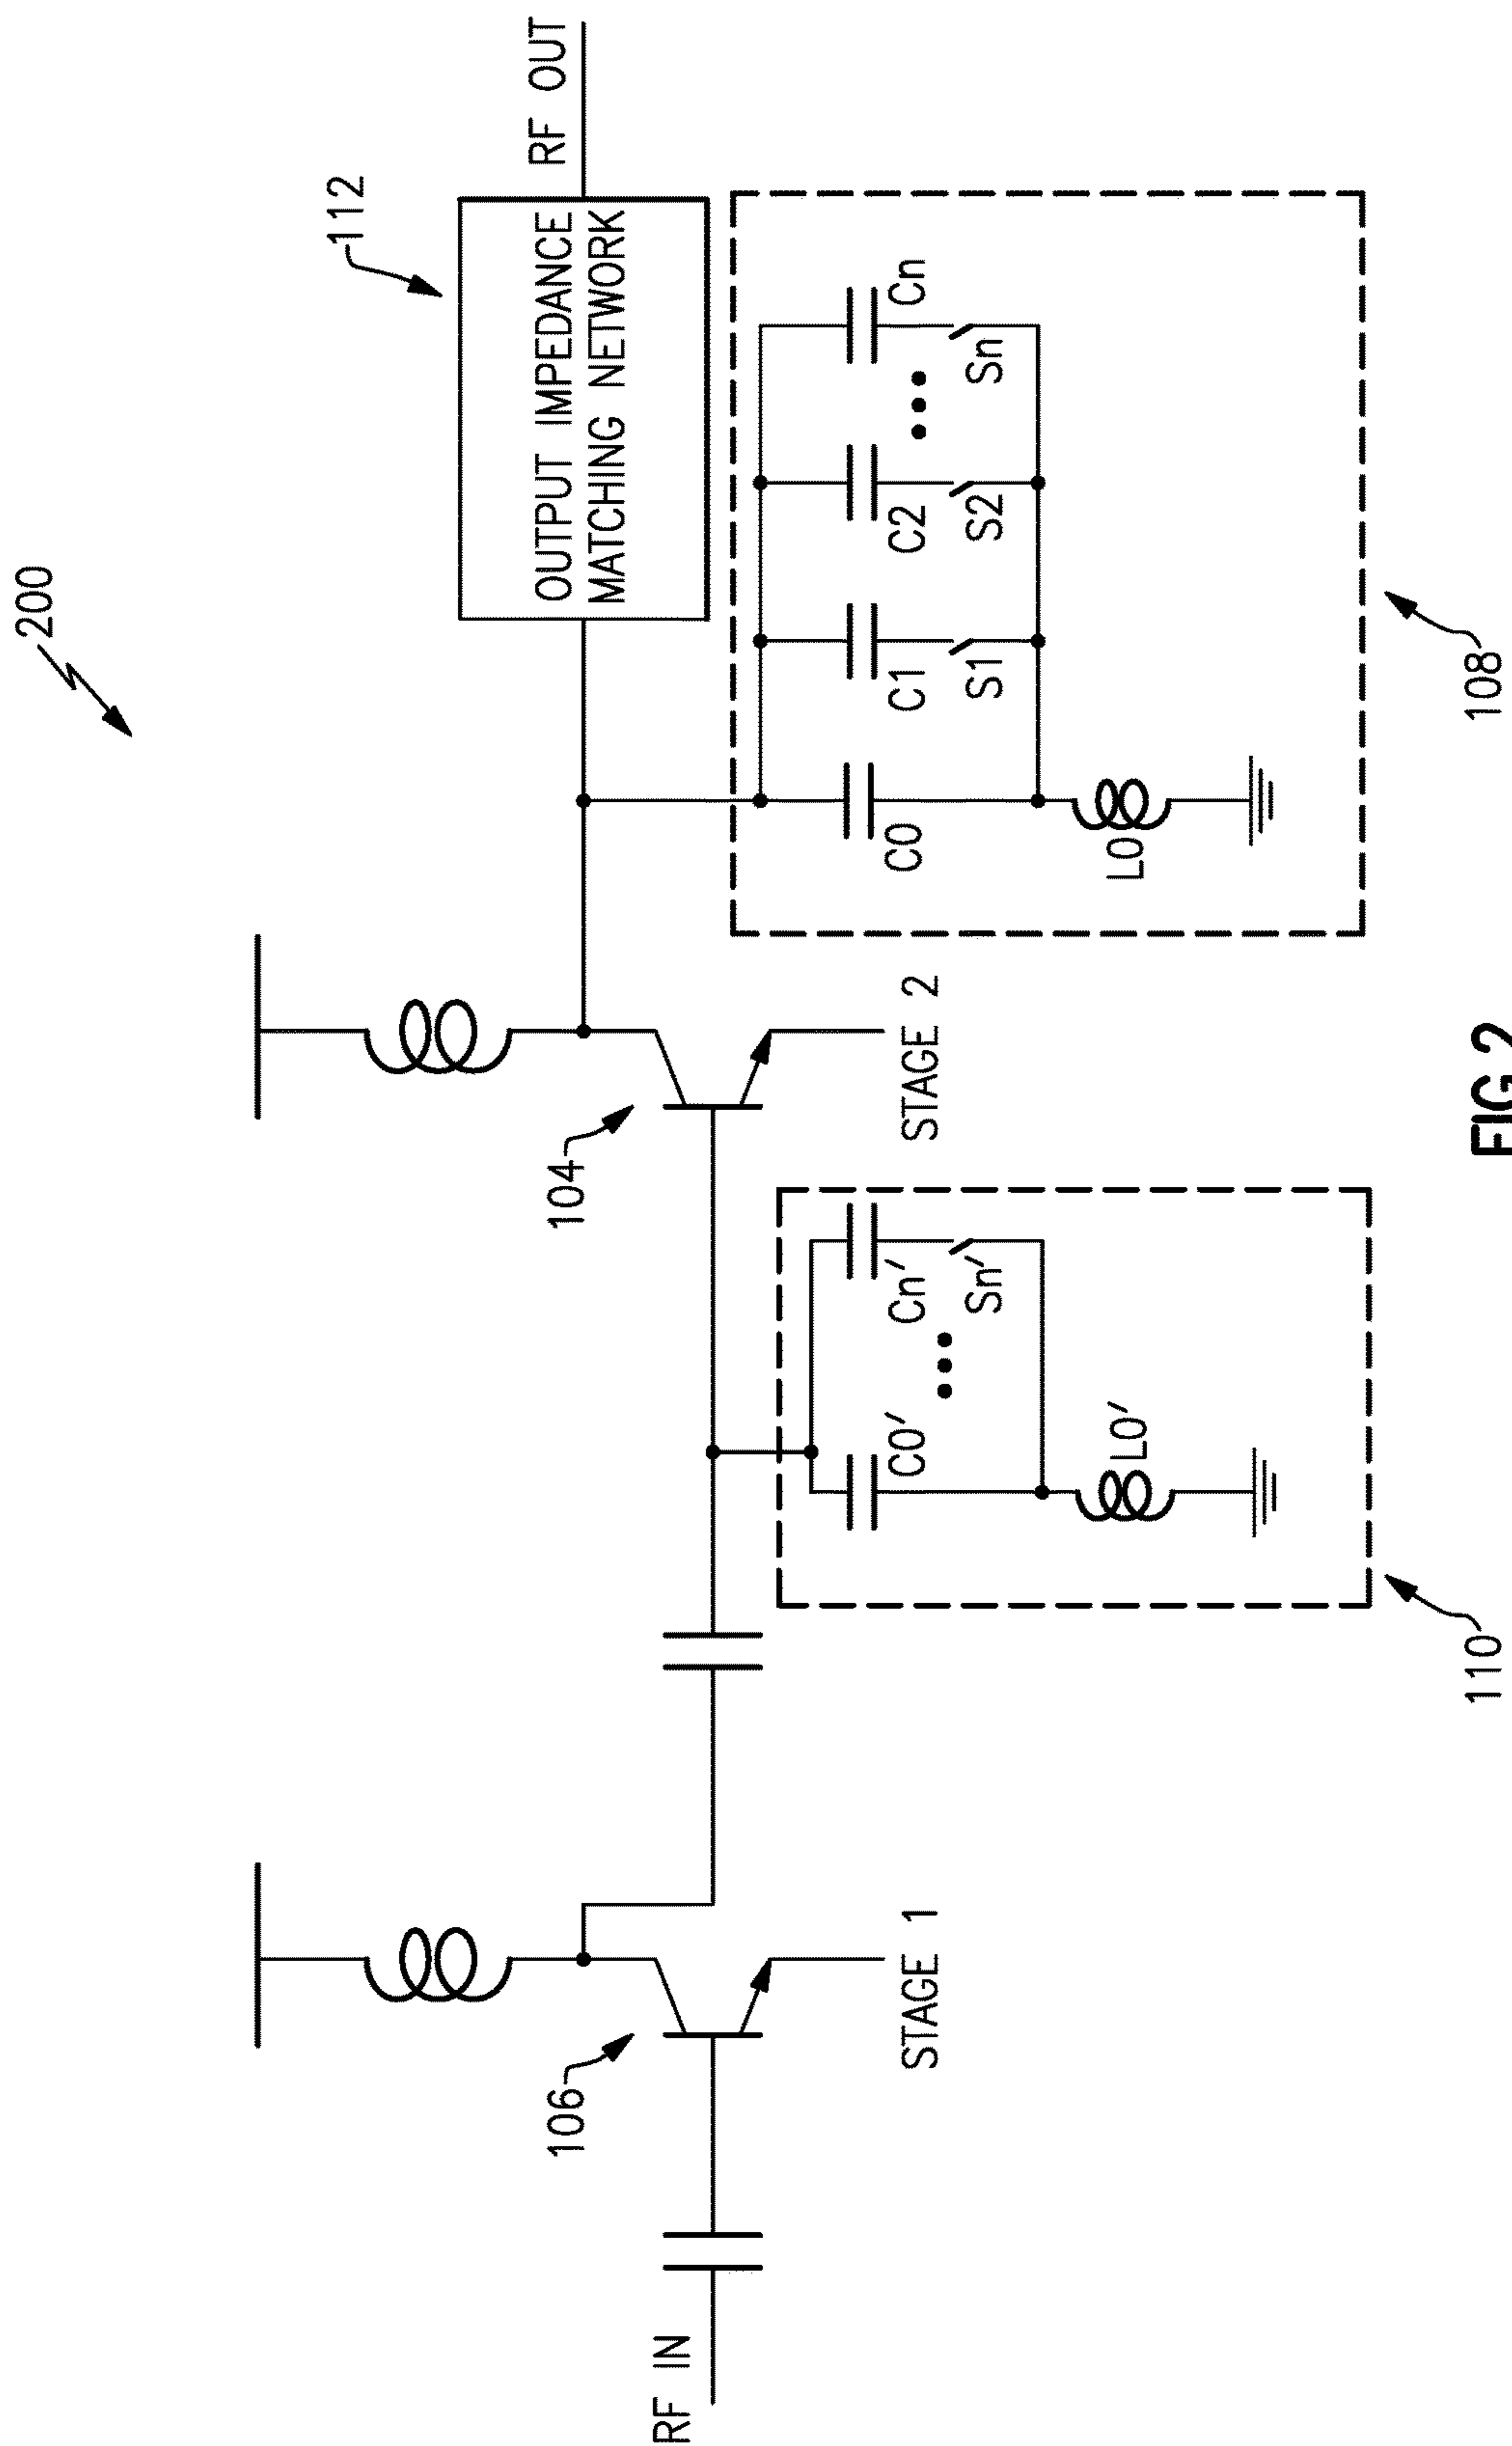 200
112
RF OUT
OUTPUT IMPEDANCE
MATCHING NETWORK
104
106
RF IN
STAGE 1
STAGE 2
C0'
Cn'
Sn'
L0'
110
C0
C1
C2
Cn
S1
S2
Sn
L0
108
FIG.2